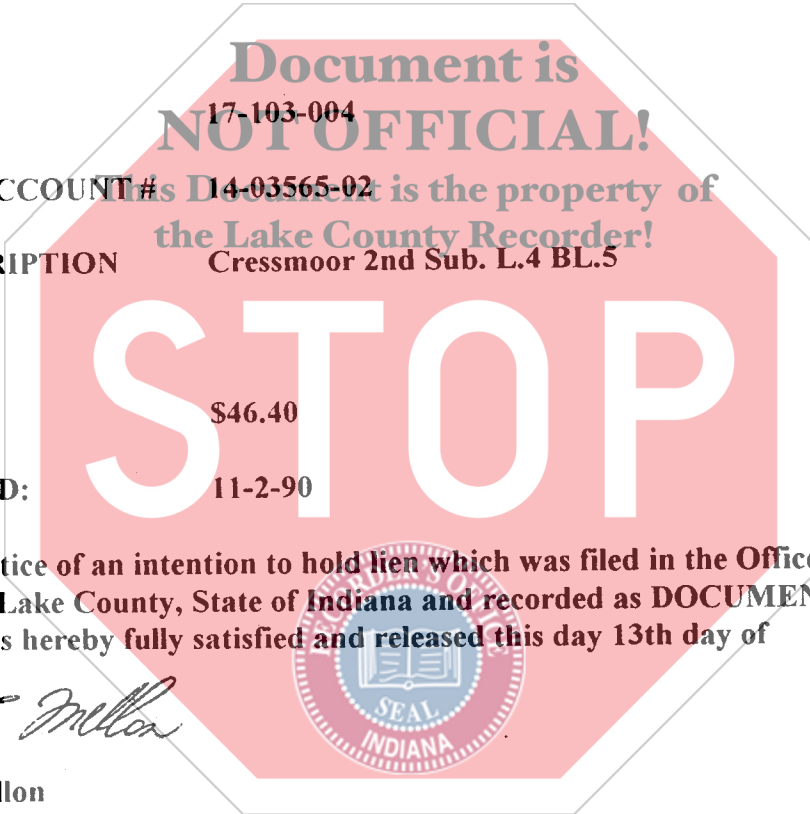 Document is
17-103-004
NOT OFFICIAL!
CCOUNT # 14-03565-02
This Document is the property of
the Lake County Recorder!
RIPTION Cressmoor 2nd Sub. L.4 BL.5
STOP
$46.40
D: 11-2-90
tice of an intention to hold lien which was filed in the Office
Lake County, State of Indiana and recorded as DOCUMEN
s hereby fully satisfied and released this day 13th day of
RECORDER'S OFFICE
SEAL
INDIANA
Mellon
llon